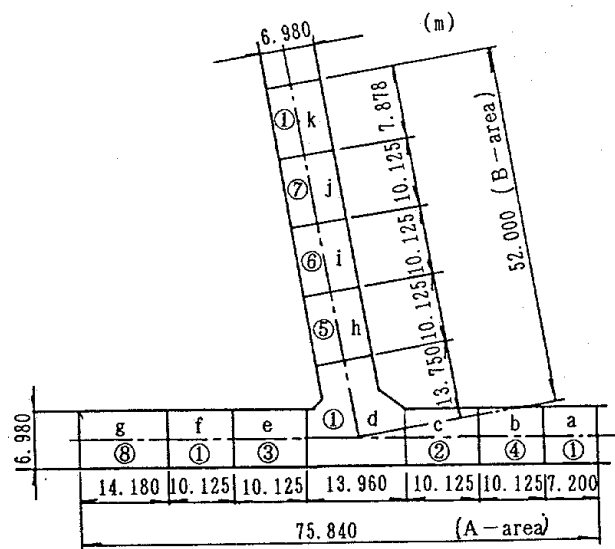 6.980
(m)
① k
7.878
⑦ j
10.125
⑥ i
10.125
52.000 (B-area)
⑤ h
10.125
13.750
6.980
g f e ① d c b a
⑧ ① ③ ② ④ ①
14.180 10.125 10.125 13.960 10.125 10.125 7.200
75.840 (A-area)